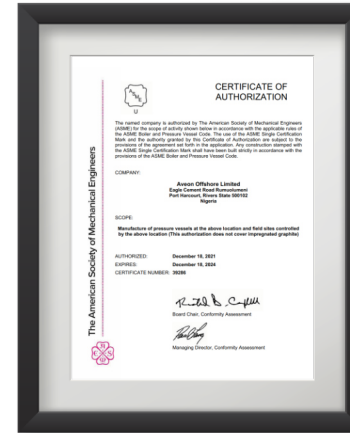 CERTIFICATE OF
AUTHORIZATION
ASME
U
The named company is authorized by The American Society of Mechanical Engineers
(ASME) for the scope of activity shown below in accordance with the applicable rules of
the ASME Boiler and Pressure Vessel Code. The use of the ASME Single Certification
Mark and the authority granted by this Certificate of Authorization are subject to the
provisions of the agreement set forth in the application. Any construction stamped with
the ASME Single Certification Mark shall have been built strictly in accordance with the
provisions of the ASME Boiler and Pressure Vessel Code.
COMPANY:
Aveon Offshore Limited
Eagle Cement Road Rumuolumeni
Port Harcourt, Rivers State 500102
Nigeria
SCOPE:
Manufacture of pressure vessels at the above location and field sites controlled
by the above location (This authorization does not cover impregnated graphite)
AUTHORIZED: December 16, 2021
EXPIRES: December 16, 2024
CERTIFICATE NUMBER: 39286
Board Chair, Conformity Assessment
Managing Director, Conformity Assessment
The American Society of Mechanical Engineers
ASME